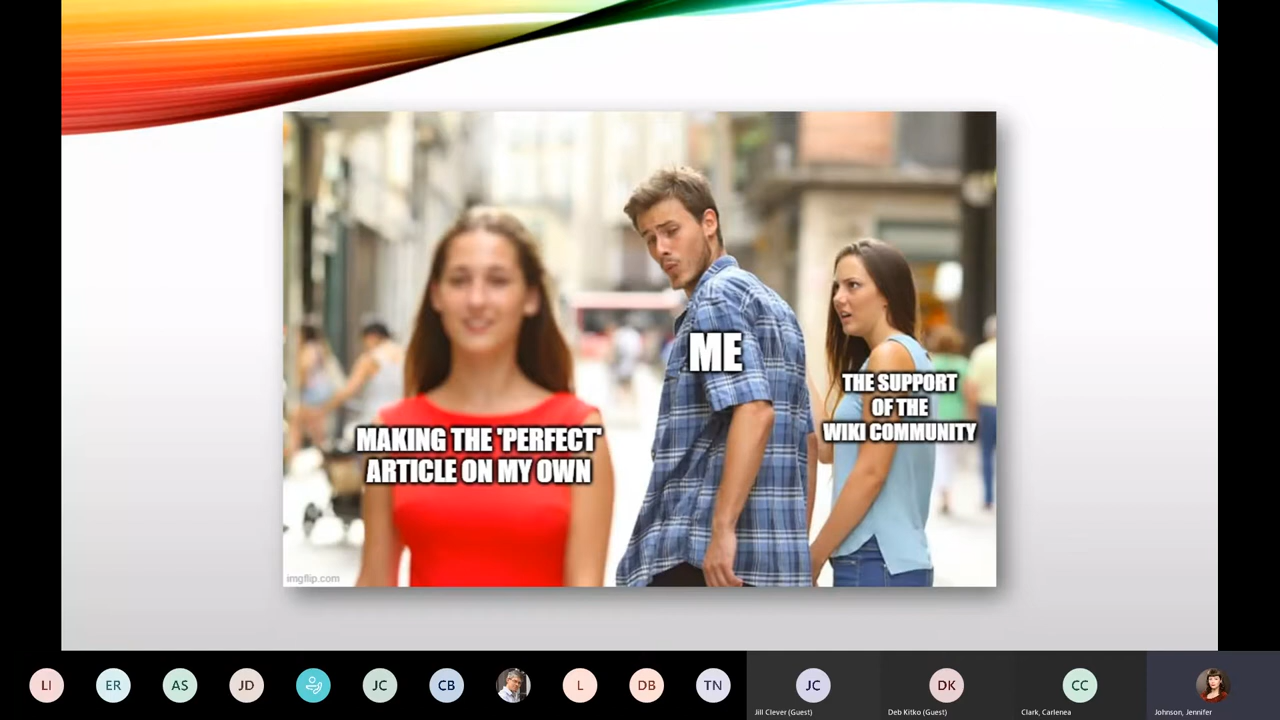 ME
THE SUPPORT
OF THE
WIKI COMMUNITY
MAKING THE 'PERFECT'
ARTICLE ON MY OWN
imgflip.com
LI
ER
AS
JD
JC
CB
L
DB
TN
JC
DK
CC
Jill Clever (Guest)
Deb Kitko (Guest)
Clark, Carlenea
Johnson, Jennifer